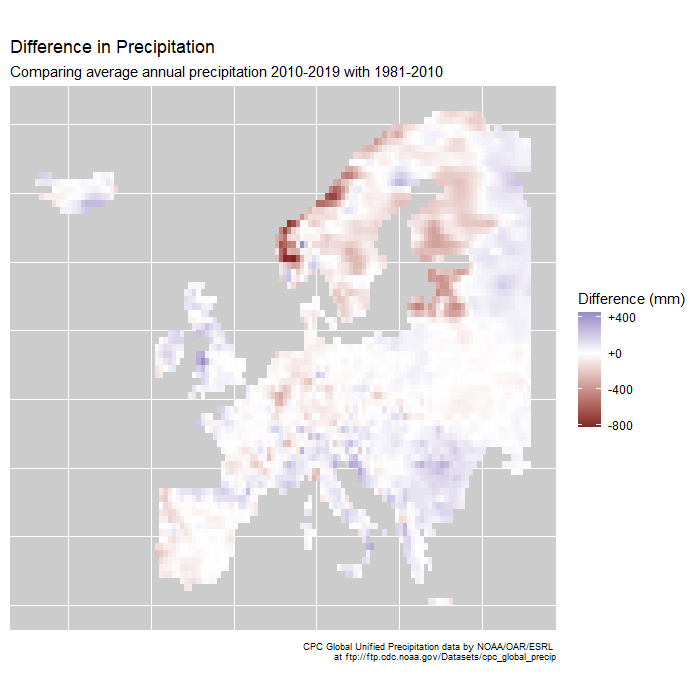 Difference in Precipitation
Comparing average annual precipitation 2010-2019 with 1981-2010
Difference (mm)
+400
+0
-400
-800
CPC Global Unified Precipitation data by NOAA/OAR/ESRL
at ftp://ftp.cdc.noaa.gov/Datasets/cpc_global_precip